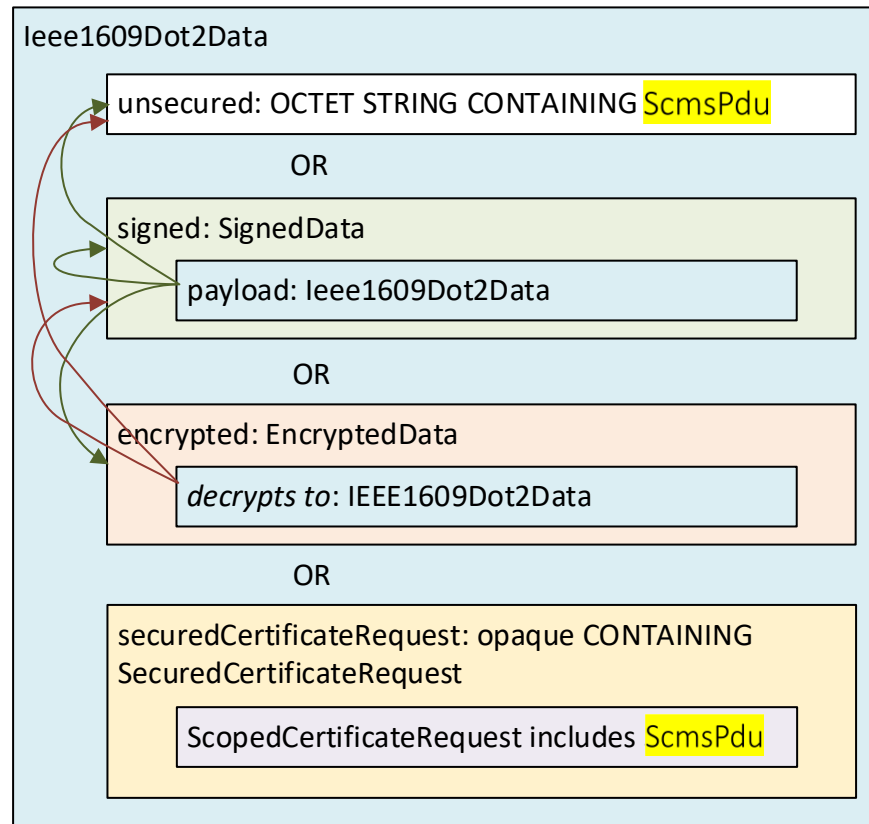 Ieee1609Dot2Data
unsecured: OCTET STRING CONTAINING ScmsPdu
OR
signed: SignedData
payload: Ieee1609Dot2Data
OR
encrypted: EncryptedData
decrypts to: IEEE1609Dot2Data
OR
securedCertificateRequest: opaque CONTAINING
SecuredCertificateRequest
ScopedCertificateRequest includes ScmsPdu